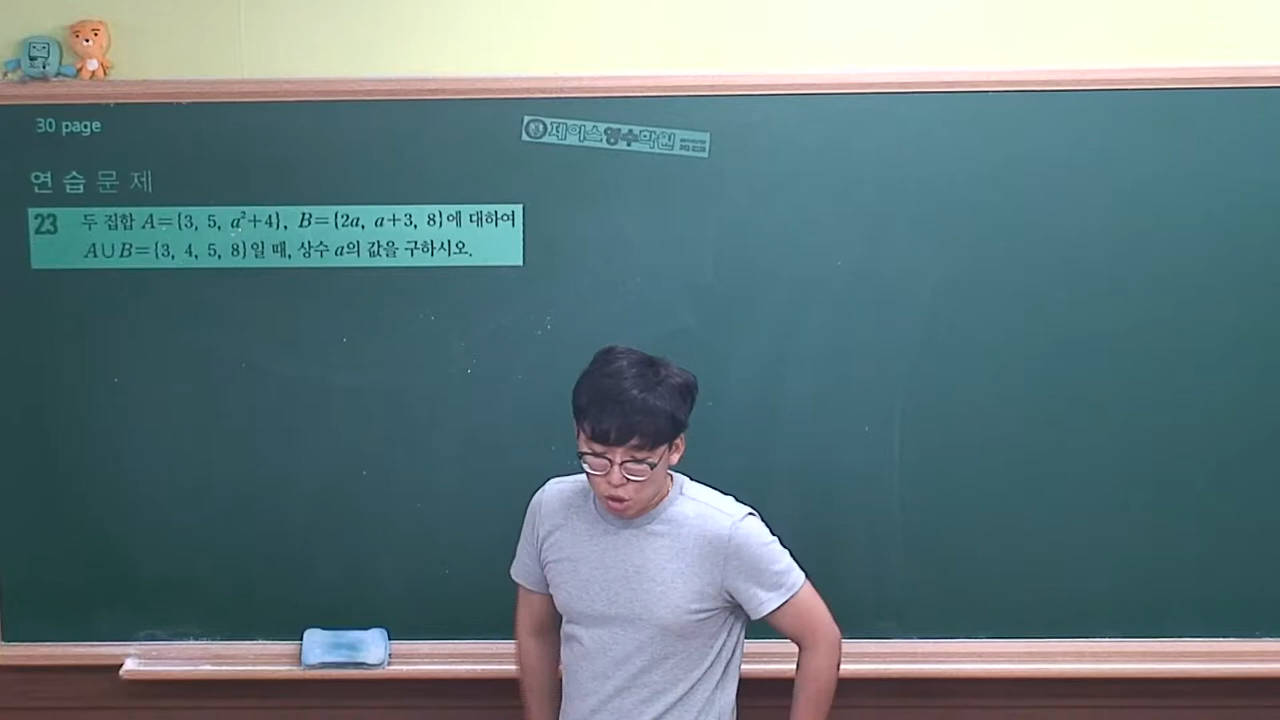 30 page
제이스영수학원
연습문제
23 두 집합 A={3, 5, a²+4}, B={2a, a+3, 8}에 대하여
A∪B={3, 4, 5, 8}일 때, 상수 a의 값을 구하시오.